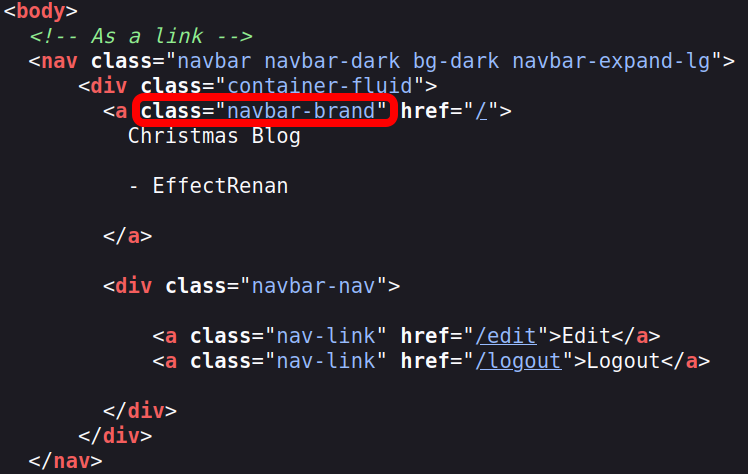 <body>
<!-- As a link -->
<nav class="navbar navbar-dark bg-dark navbar-expand-lg">
<div class="container-fluid">
<a class="navbar-brand" href="/">
Christmas Blog
- EffectRenan
</a>
<div class="navbar-nav">
<a class="nav-link" href="/edit">Edit</a>
<a class="nav-link" href="/logout">Logout</a>
</div>
</div>
</nav>